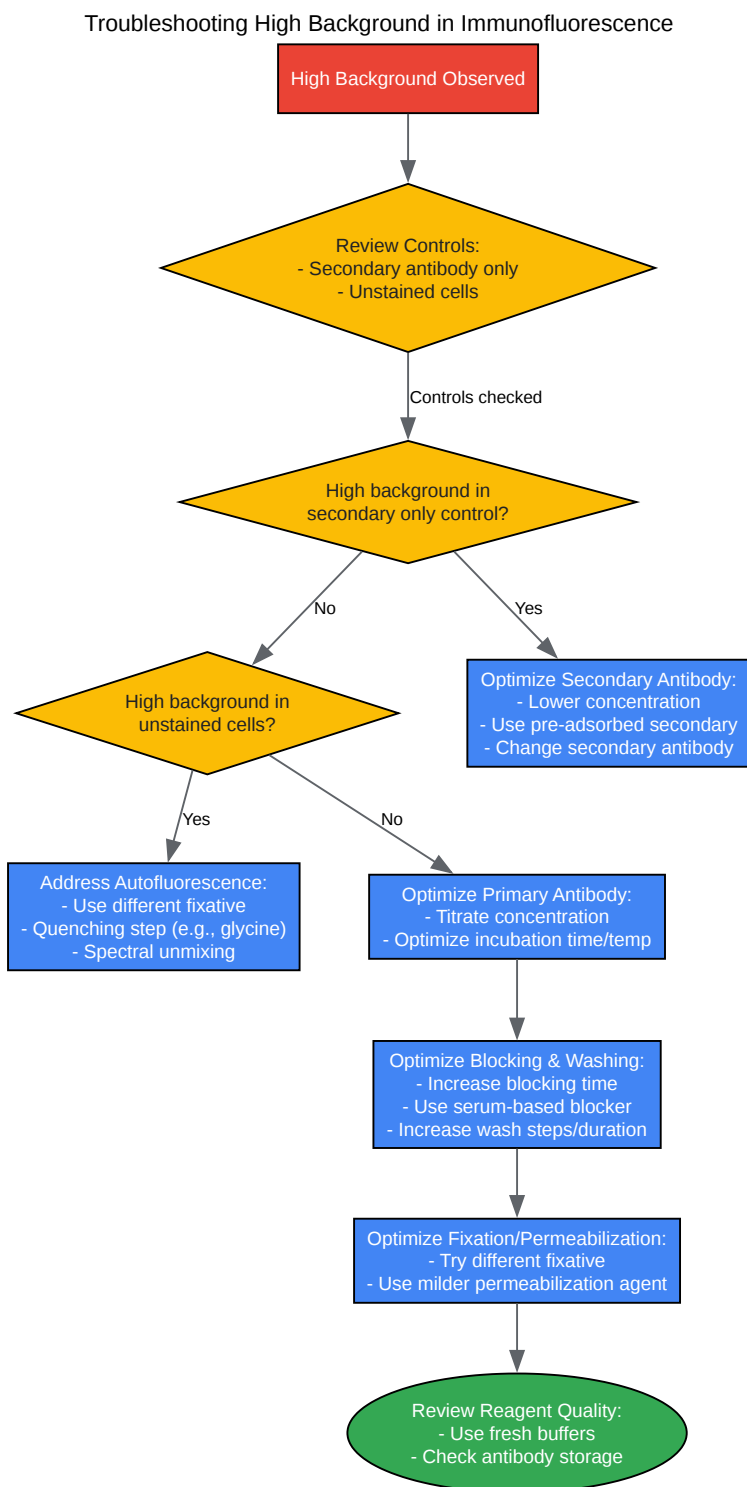 Troubleshooting High Background in Immunofluorescence
High Background Observed
Review Controls:
- Secondary antibody only
- Unstained cells
Controls checked
High background in
secondary only control?
No
Yes
High background in
unstained cells?
Optimize Secondary Antibody:
- Lower concentration
- Use pre-adsorbed secondary
- Change secondary antibody
Yes
No
Address Autofluorescence:
- Use different fixative
- Quenching step (e.g., glycine)
- Spectral unmixing
Optimize Primary Antibody:
- Titrate concentration
- Optimize incubation time/temp
Optimize Blocking & Washing:
- Increase blocking time
- Use serum-based blocker
- Increase wash steps/duration
Optimize Fixation/Permeabilization:
- Try different fixative
- Use milder permeabilization agent
Review Reagent Quality:
- Use fresh buffers
- Check antibody storage